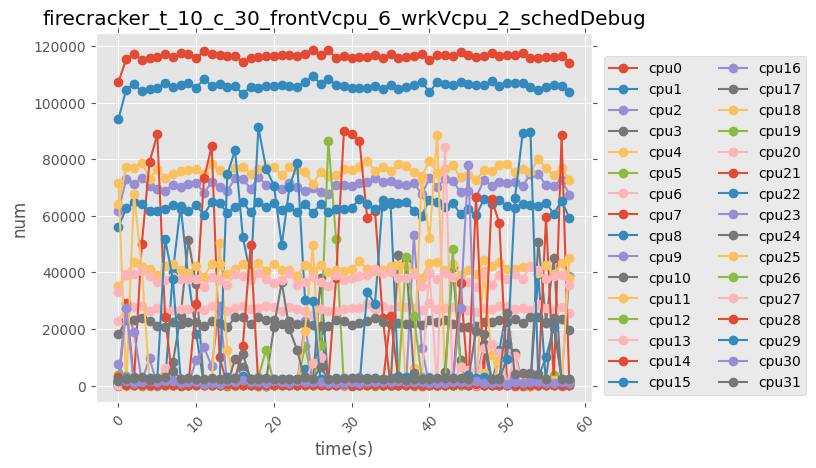 firecracker_t_10_c_30_frontVcpu_6_wrkVcpu_2_schedDebug
120000
100000
80000
60000
40000
20000
0
num
0
10
20
30
40
50
60
time(s)
cpu0
cpu1
cpu2
cpu3
cpu4
cpu5
cpu6
cpu7
cpu8
cpu9
cpu10
cpu11
cpu12
cpu13
cpu14
cpu15
cpu16
cpu17
cpu18
cpu19
cpu20
cpu21
cpu22
cpu23
cpu24
cpu25
cpu26
cpu27
cpu28
cpu29
cpu30
cpu31